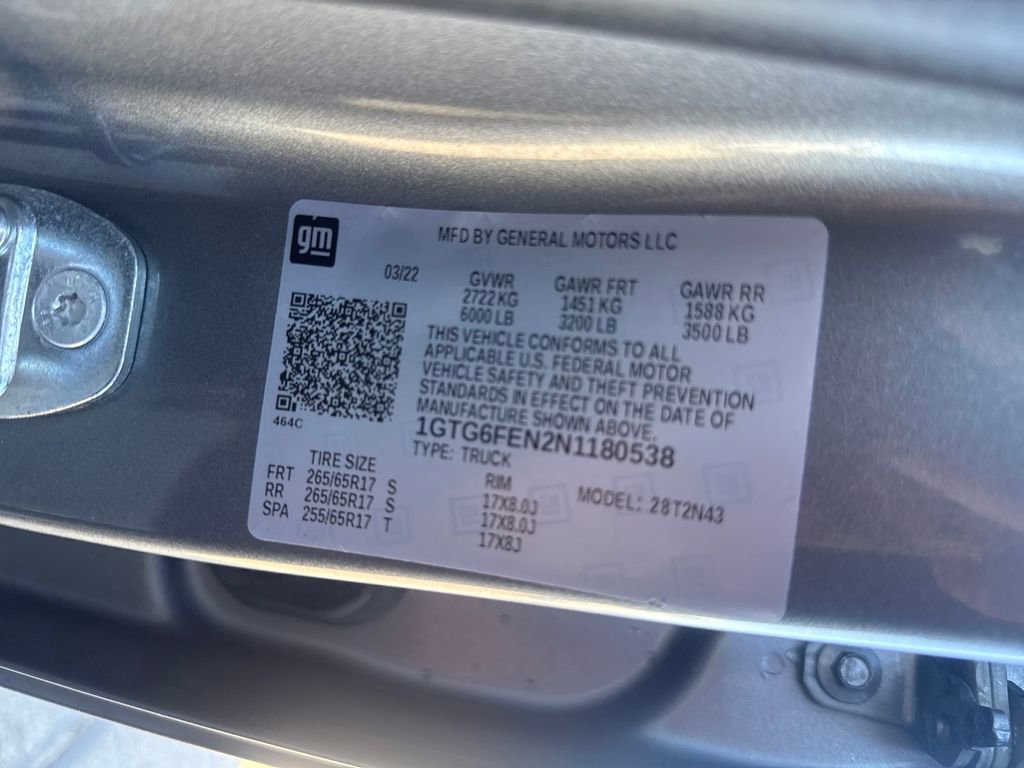 gm
MFD BY GENERAL MOTORS LLC
03/22
GVWR
2722 KG
6000 LB
GAWR FRT
1451 KG
3200 LB
GAWR RR
1588 KG
3500 LB
THIS VEHICLE CONFORMS TO ALL
APPLICABLE U.S. FEDERAL MOTOR
VEHICLE SAFETY AND THEFT PREVENTION
STANDARDS IN EFFECT ON THE DATE OF
MANUFACTURE SHOWN ABOVE.
464C
1GTG6FEN2N1180538
TYPE: TRUCK
MODEL: 28T2N43
TIRE SIZE RIM
FRT 265/65R17 S 17X8.0J
RR 265/65R17 S 17X8.0J
SPA 255/65R17 T 17X8J